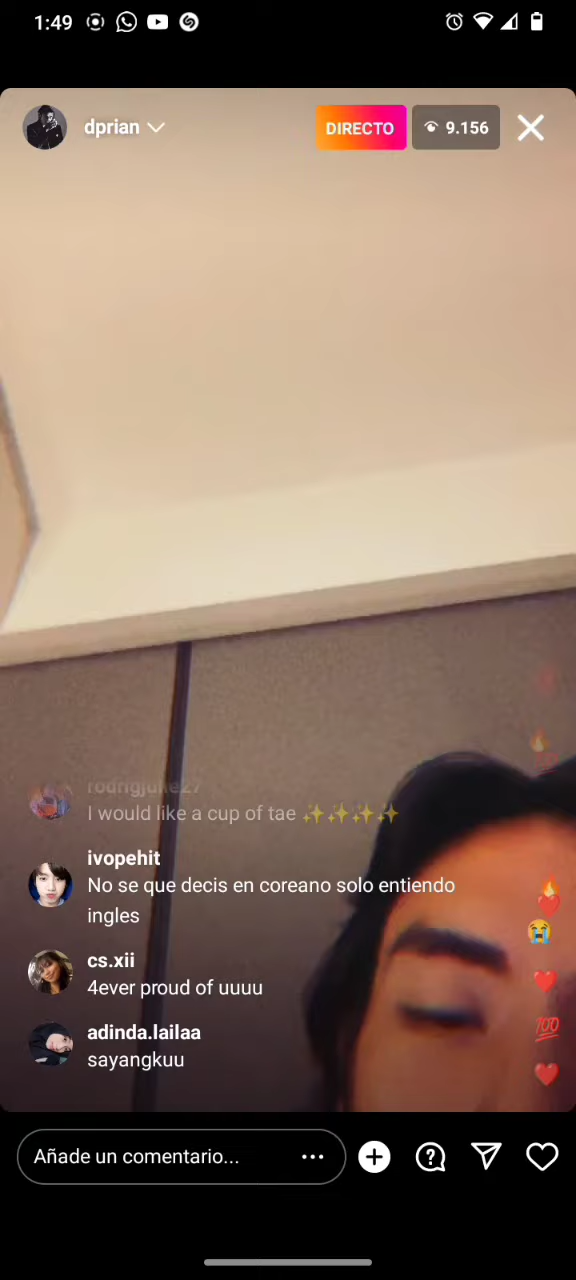 1:49
dprian
DIRECTO
9.156
rodrigjulie27
I would like a cup of tae ✨✨✨✨
ivopehit
No se que decis en coreano solo entiendo
ingles
cs.xii
4ever proud of uuuu
adinda.lailaa
sayangkuu
Añade un comentario...